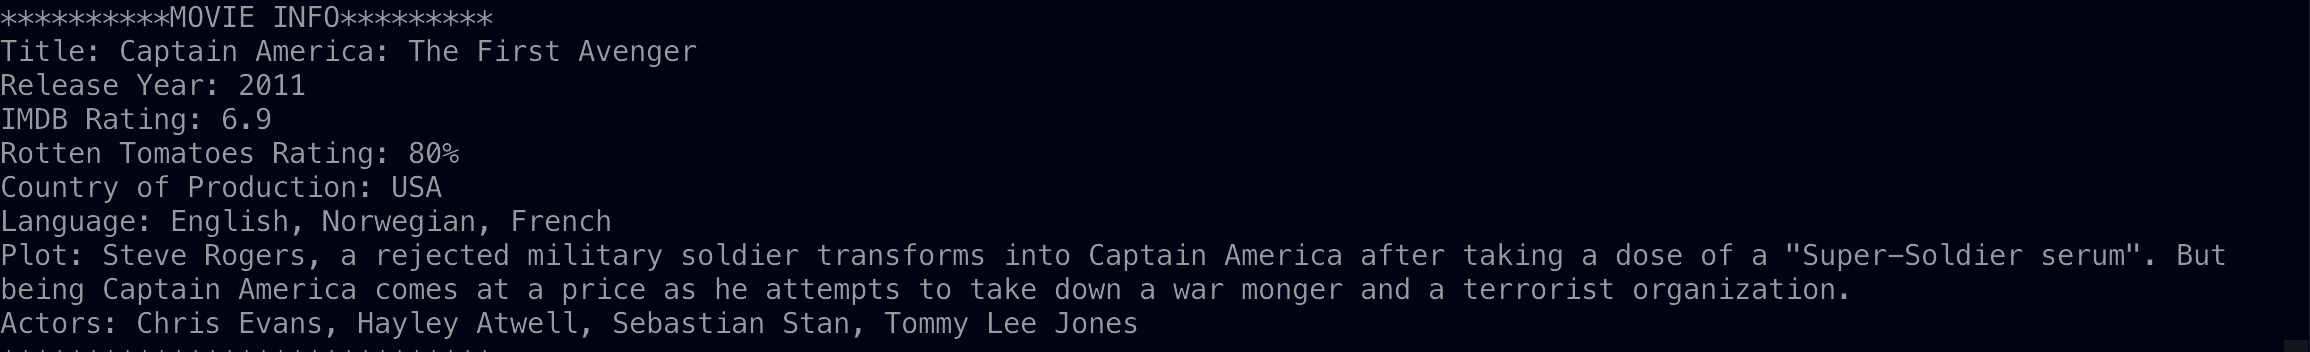 **********MOVIE INFO*********
Title: Captain America: The First Avenger
Release Year: 2011
IMDB Rating: 6.9
Rotten Tomatoes Rating: 80%
Country of Production: USA
Language: English, Norwegian, French
Plot: Steve Rogers, a rejected military soldier transforms into Captain America after taking a dose of a "Super-Soldier serum". But
being Captain America comes at a price as he attempts to take down a war monger and a terrorist organization.
Actors: Chris Evans, Hayley Atwell, Sebastian Stan, Tommy Lee Jones
*****************************